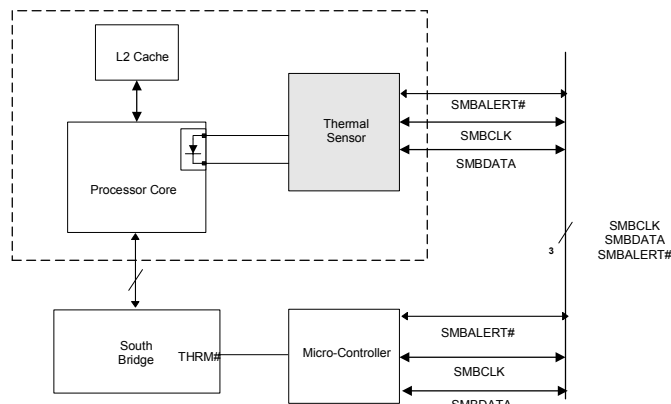 L2 Cache
Thermal
Sensor
Processor Core
SMBALERT#
SMBCLK
SMBDATA
3
SMBCLK
SMBDATA
SMBALERT#
South
Bridge
THRM#
Micro-Controller
SMBALERT#
SMBCLK
SMBDATA